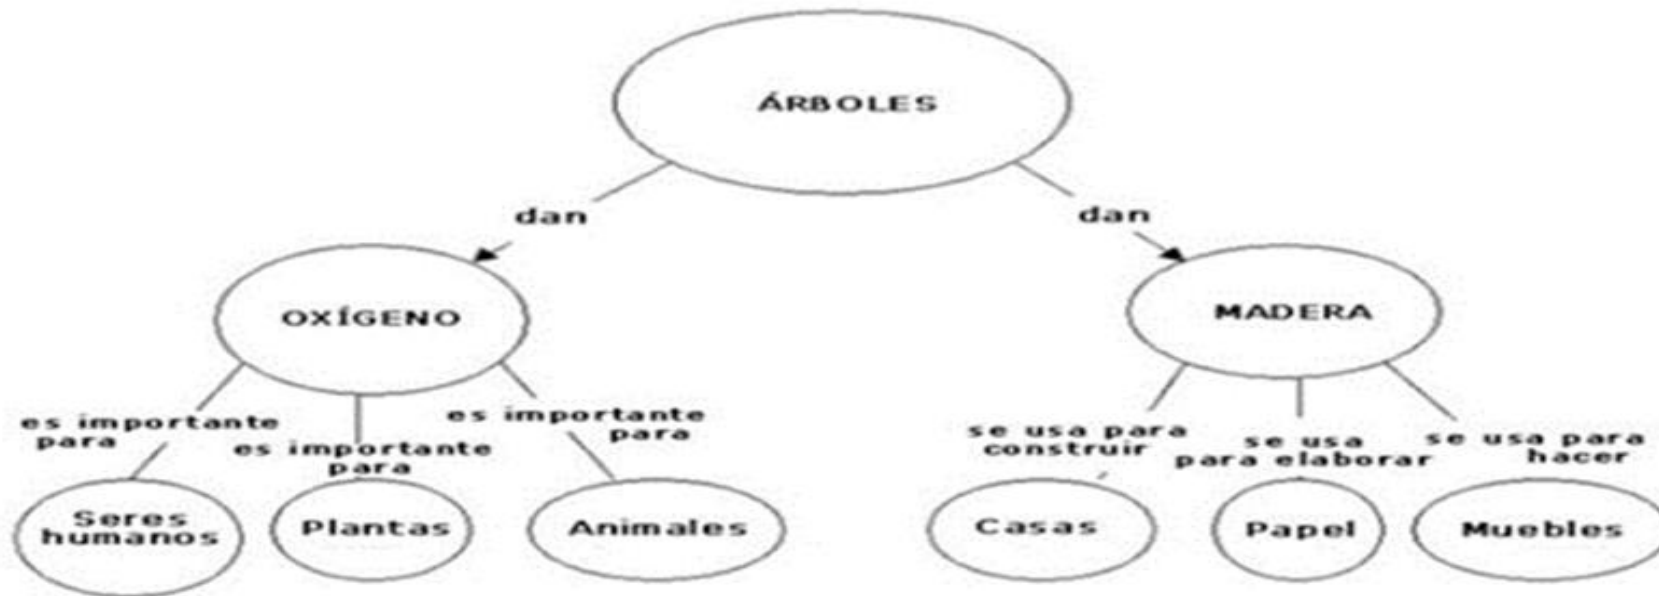 ÁRBOLES
dan
dan
OXÍGENO
MADERA
es importante
para
es importante
para
es importante
para
se usa para
construir
se usa
para elaborar
se usa para
hacer
Seres
humanos
Plantas
Animales
Casas
Papel
Muebles